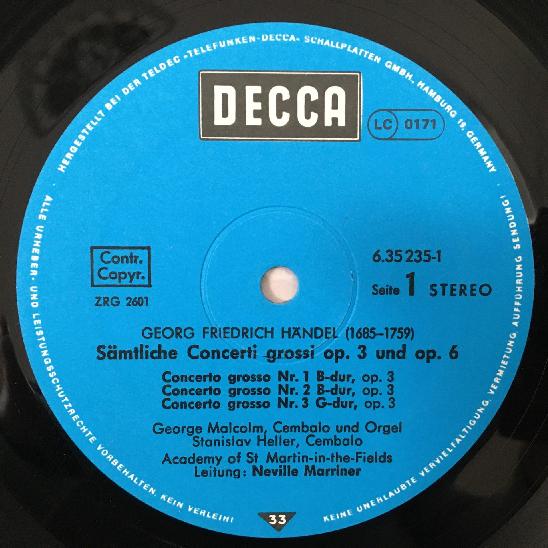 HERGESTELLT BEI DER TELDEC »TELEFUNKEN-DECCA« SCHALLPLATTEN GMBH, HAMBURG 19, GERMANY ·
DECCA
LC 0171
Contr.
Copyr.
ZRG 2601
6.35 235-1
Seite 1 STEREO
GEORG FRIEDRICH HÄNDEL (1685–1759)
Sämtliche Concerti grossi op. 3 und op. 6
Concerto grosso Nr. 1 B-dur, op. 3
Concerto grosso Nr. 2 B-dur, op. 3
Concerto grosso Nr. 3 G-dur, op. 3
George Malcolm, Cembalo und Orgel
Stanislav Heller, Cembalo
Academy of St Martin-in-the-Fields
Leitung: Neville Marriner
33
ALLE URHEBER- UND LEISTUNGSSCHUTZRECHTE VORBEHALTEN. KEIN VERLEIH!
KEINE UNERLAUBTE VERVIELFÄLTIGUNG, VERMIETUNG, AUFFÜHRUNG, SENDUNG!